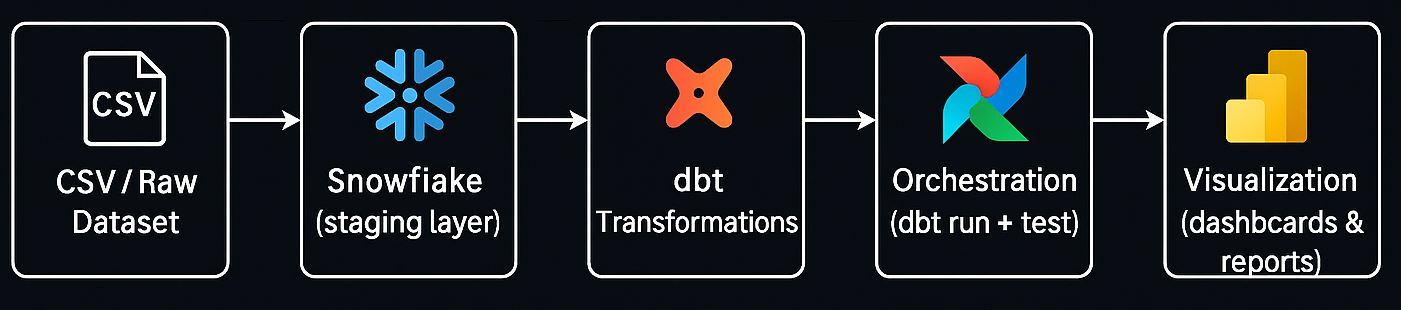 CSV
CSV / Raw
Dataset
Snowfiake
(staging layer)
dbt
Transformations
Orchestration
(dbt run + test)
Visualization
(dashbcards &
reports)